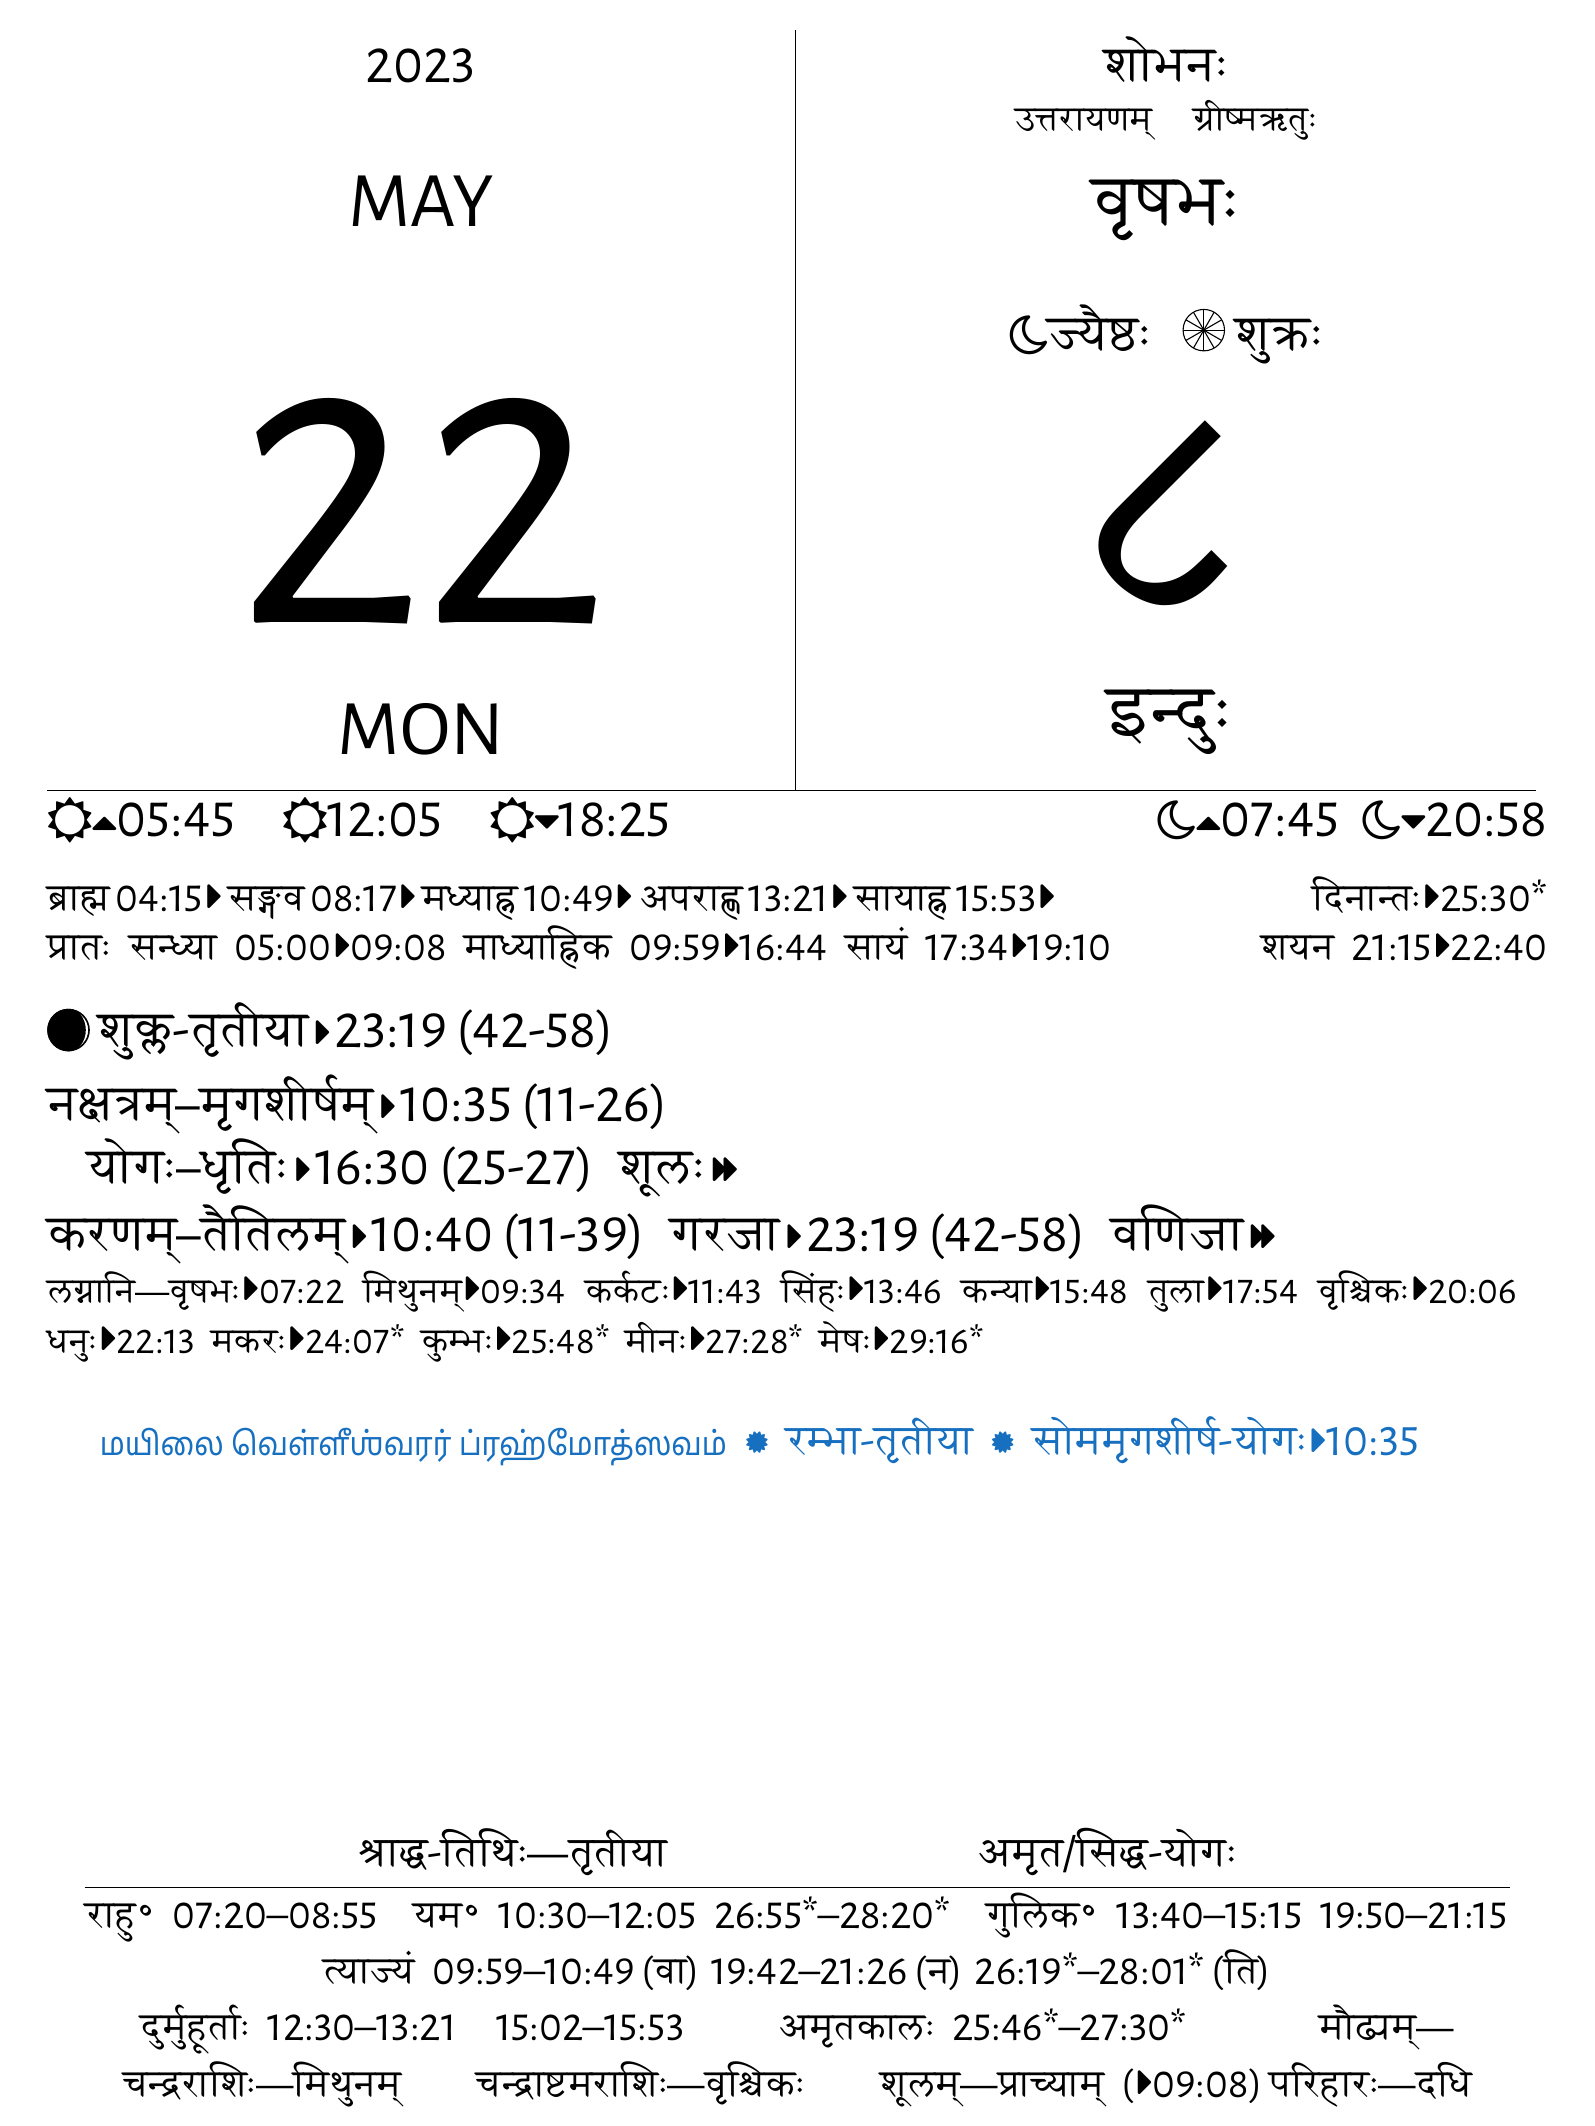 2023
MAY
22
MON
शोभनः
उत्तरायणम् ग्रीष्मऋतुः
वृषभः
ज्यैष्ठः शुक्रः
८
इन्दुः
05:45 12:05 18:25 07:45 20:58
ब्राह्म 04:15 सङ्गव 08:17 मध्याह्न 10:49 अपराह्ण 13:21 सायाह्न 15:53 दिनान्तः 25:30*
प्रातः सन्ध्या 05:00 09:08 माध्याह्निक 09:59 16:44 सायं 17:34 19:10 शयन 21:15 22:40
शुक्ल-तृतीया 23:19 (42-58)
नक्षत्रम्–मृगशीर्षम् 10:35 (11-26)
योगः–धृतिः 16:30 (25-27) शूलः
करणम्–तैतिलम् 10:40 (11-39) गरजा 23:19 (42-58) वणिजा
लग्नानि—वृषभः 07:22 मिथुनम् 09:34 कर्कटः 11:43 सिंहः 13:46 कन्या 15:48 तुला 17:54 वृश्चिकः 20:06
धनुः 22:13 मकरः 24:07* कुम्भः 25:48* मीनः 27:28* मेषः 29:16*
மயிலை வெள்ளீஶ்வரர் ப்ரஹ்மோத்ஸவம் ✹ रम्भा-तृतीया ✹ सोममृगशीर्ष-योगः 10:35
श्राद्ध-तिथिः—तृतीया अमृत/सिद्ध-योगः
राहु॰ 07:20–08:55 यम॰ 10:30–12:05 26:55*–28:20* गुलिक॰ 13:40–15:15 19:50–21:15
त्याज्यं 09:59–10:49 (वा) 19:42–21:26 (न) 26:19*–28:01* (ति)
दुर्मुहूर्ताः 12:30–13:21 15:02–15:53 अमृतकालः 25:46*–27:30* मौढ्यम्—
चन्द्रराशिः—मिथुनम् चन्द्राष्टमराशिः—वृश्चिकः शूलम्—प्राच्याम् (09:08) परिहारः—दधि